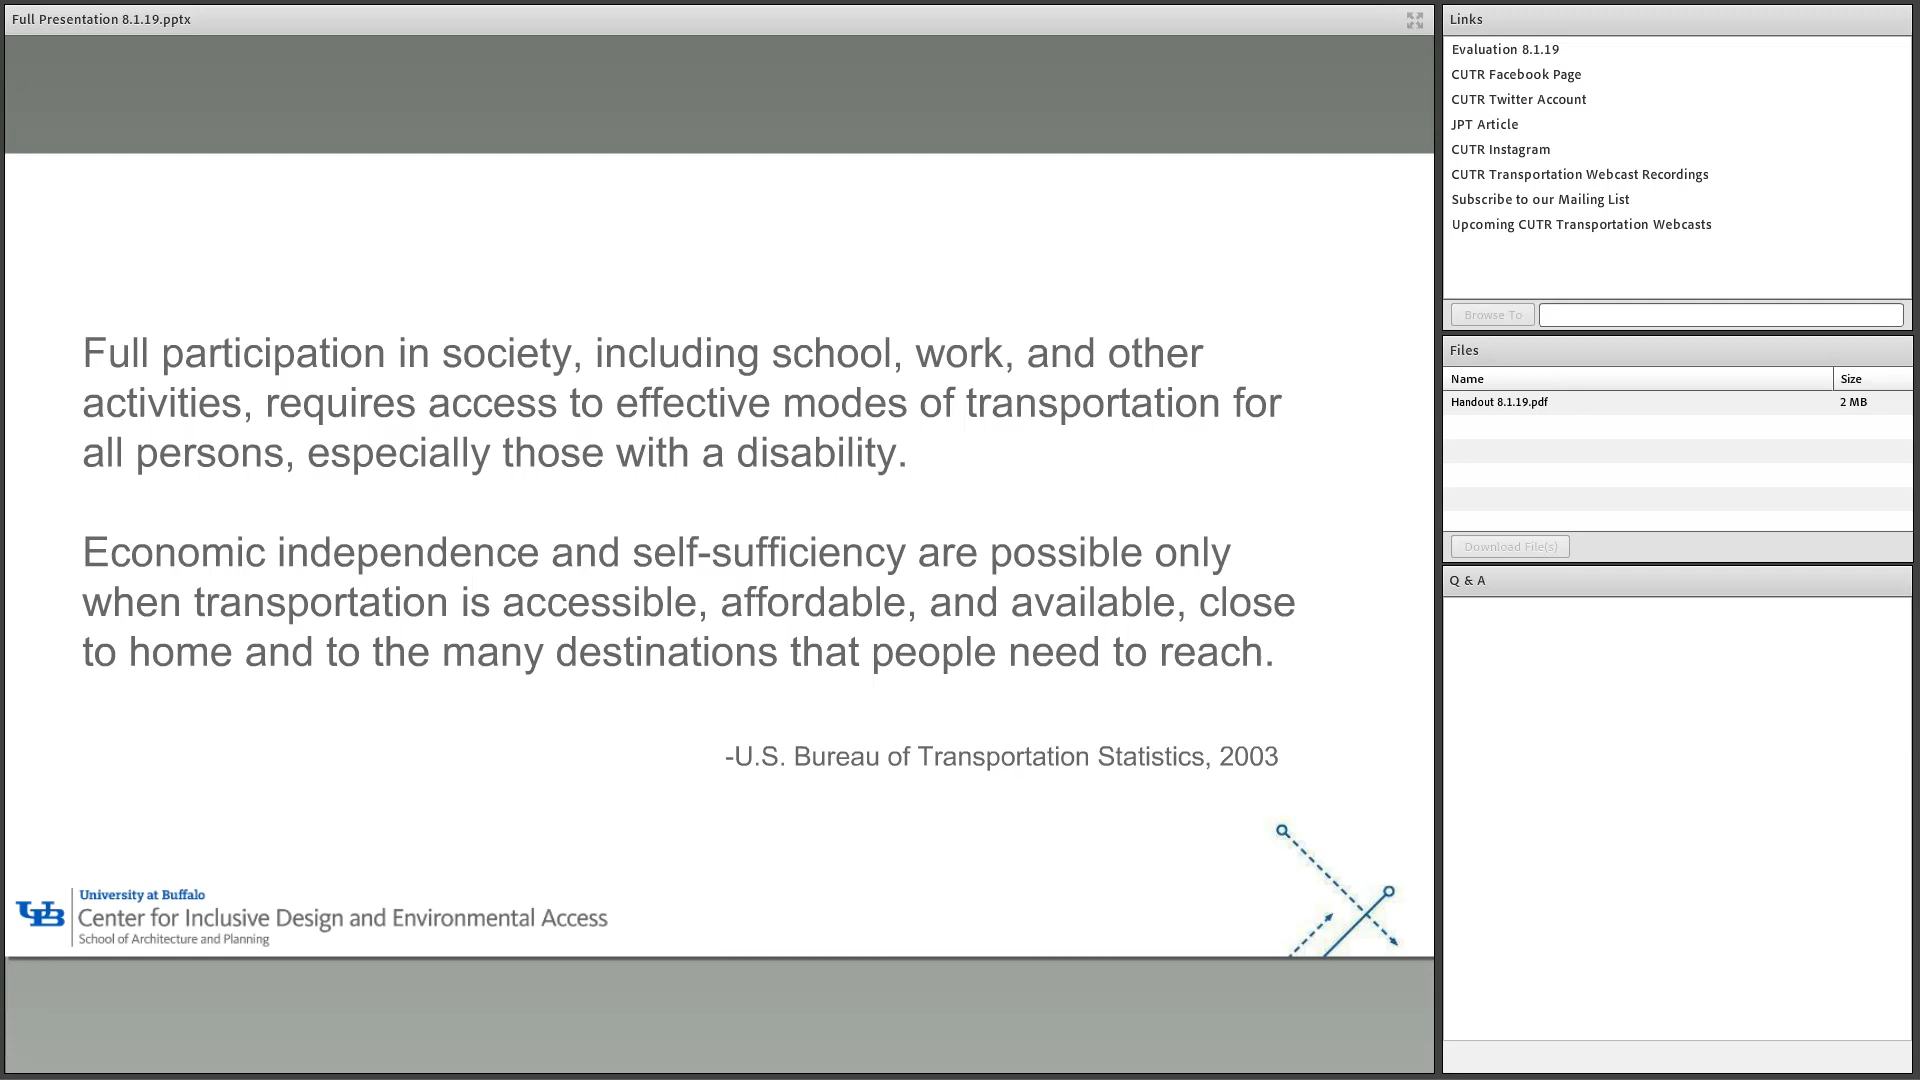 Full Presentation 8.1.19.pptx
Full participation in society, including school, work, and other
activities, requires access to effective modes of transportation for
all persons, especially those with a disability.
Economic independence and self-sufficiency are possible only
when transportation is accessible, affordable, and available, close
to home and to the many destinations that people need to reach.
-U.S. Bureau of Transportation Statistics, 2003
UB
University at Buffalo
Center for Inclusive Design and Environmental Access
School of Architecture and Planning
Links
Evaluation 8.1.19
CUTR Facebook Page
CUTR Twitter Account
JPT Article
CUTR Instagram
CUTR Transportation Webcast Recordings
Subscribe to our Mailing List
Upcoming CUTR Transportation Webcasts
Browse To
Files
Name Size
Handout 8.1.19.pdf 2 MB
Download File(s)
Q & A